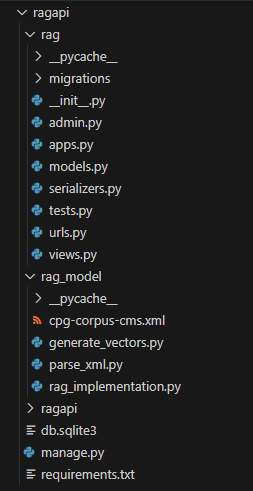 ragapi
rag
__pycache__
migrations
__init__.py
admin.py
apps.py
models.py
serializers.py
tests.py
urls.py
views.py
rag_model
__pycache__
cpg-corpus-cms.xml
generate_vectors.py
parse_xml.py
rag_implementation.py
ragapi
db.sqlite3
manage.py
requirements.txt